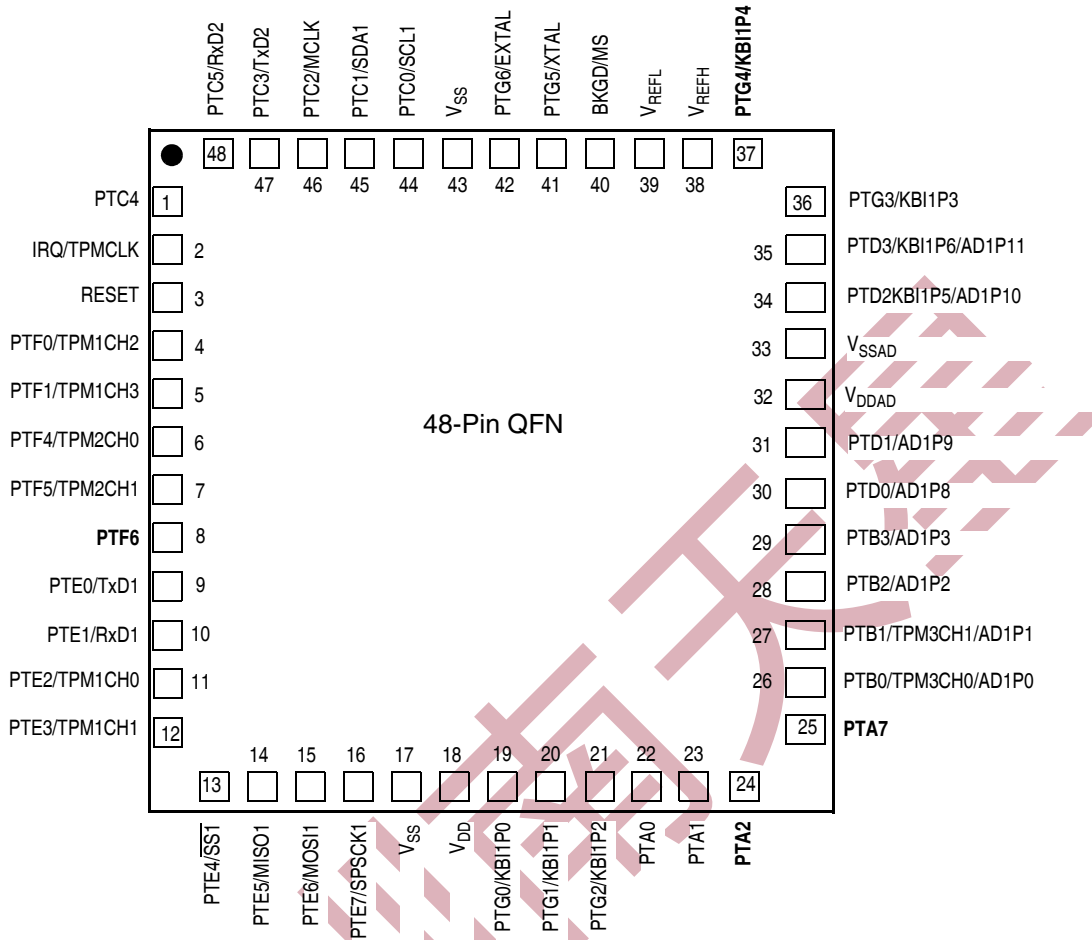 PTC5/RxD2
PTC3/TxD2
PTC2/MCLK
PTC1/SDA1
PTC0/SCL1
VSS
PTG6/EXTAL
PTG5/XTAL
BKGD/MS
VREFL
VREFH
PTG4/KBI1P4
48
47
46
45
44
43
42
41
40
39
38
37
PTC4 1
IRQ/TPMCLK 2
RESET 3
PTF0/TPM1CH2 4
PTF1/TPM1CH3 5
PTF4/TPM2CH0 6
PTF5/TPM2CH1 7
PTF6 8
PTE0/TxD1 9
PTE1/RxD1 10
PTE2/TPM1CH0 11
PTE3/TPM1CH1 12
48-Pin QFN
36 PTG3/KBI1P3
35 PTD3/KBI1P6/AD1P11
34 PTD2KBI1P5/AD1P10
33 VSSAD
32 VDDAD
31 PTD1/AD1P9
30 PTD0/AD1P8
29 PTB3/AD1P3
28 PTB2/AD1P2
27 PTB1/TPM3CH1/AD1P1
26 PTB0/TPM3CH0/AD1P0
25 PTA7
13
14
15
16
17
18
19
20
21
22
23
24
PTE4/SS1
PTE5/MISO1
PTE6/MOSI1
PTE7/SPSCK1
VSS
VDD
PTG0/KBI1P0
PTG1/KBI1P1
PTG2/KBI1P2
PTA0
PTA1
PTA2